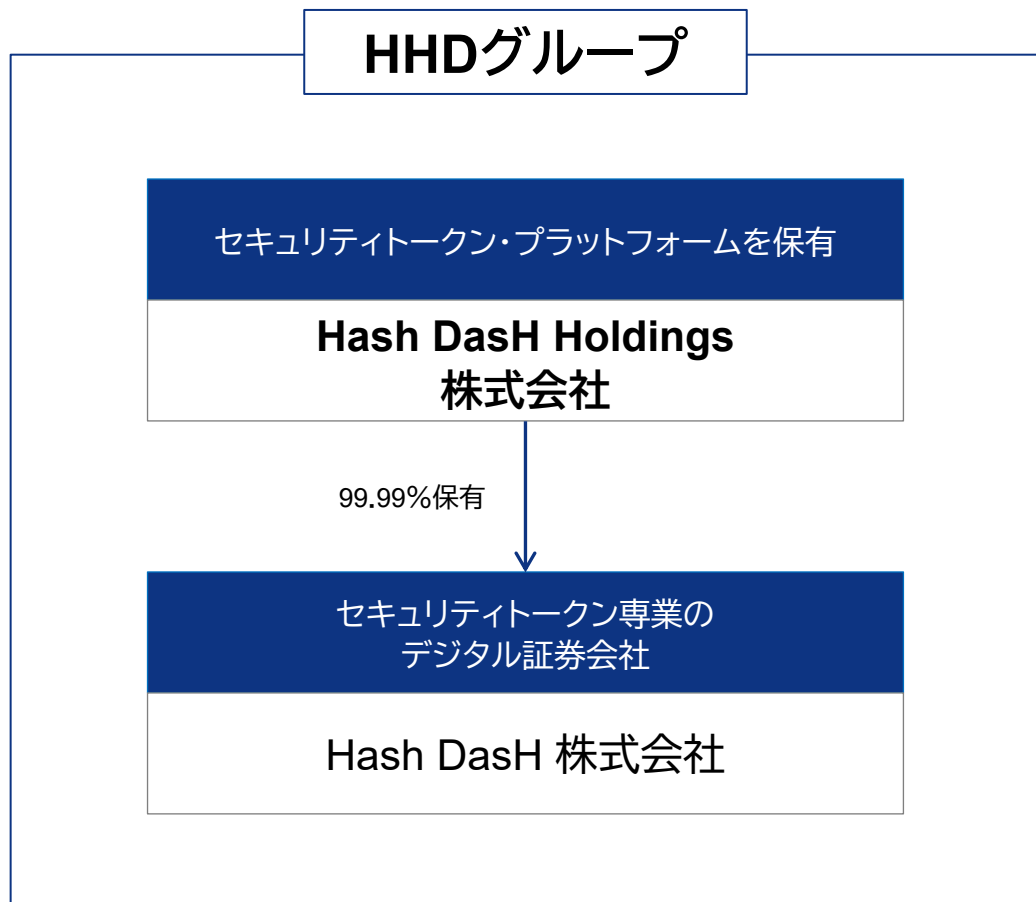 HHDグループ
セキュリティトークン・プラットフォームを保有
Hash DasH Holdings
株式会社
99.99%保有
セキュリティトークン専業の
デジタル証券会社
Hash DasH 株式会社